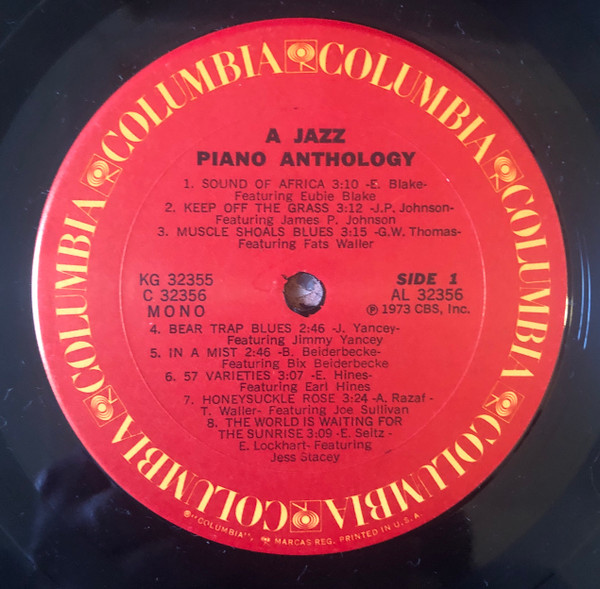 COLUMBIA COLUMBIA COLUMBIA COLUMBIA COLUMBIA COLUMBIA COLUMBIA COLUMBIA
A JAZZ
PIANO ANTHOLOGY
1. SOUND OF AFRICA 3:10 -E. Blake-
Featuring Eubie Blake
2. KEEP OFF THE GRASS 3:12 -J.P. Johnson-
Featuring James P. Johnson
3. MUSCLE SHOALS BLUES 3:15 -G.W. Thomas-
Featuring Fats Waller
KG 32355
C 32356
MONO
SIDE 1
AL 32356
℗ 1973 CBS, Inc.
4. BEAR TRAP BLUES 2:46 -J. Yancey-
Featuring Jimmy Yancey
5. IN A MIST 2:46 -B. Beiderbecke-
Featuring Bix Beiderbecke
6. 57 VARIETIES 3:07 -E. Hines-
Featuring Earl Hines
7. HONEYSUCKLE ROSE 3:24 -A. Razaf -
T. Waller- Featuring Joe Sullivan
8. THE WORLD IS WAITING FOR
THE SUNRISE 3:09 -E. Seitz -
E. Lockhart- Featuring
Jess Stacey
®"COLUMBIA", MARCAS REG. PRINTED IN U.S.A.